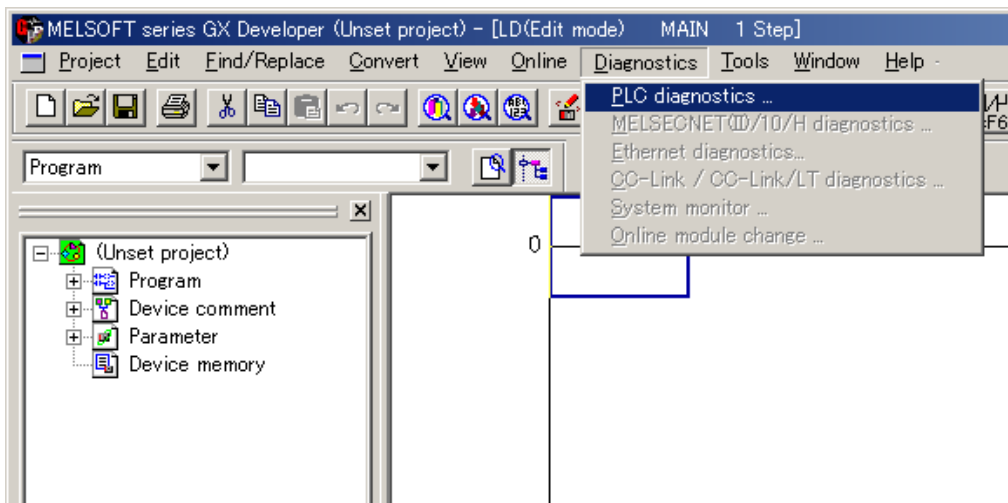 MELSOFT series GX Developer (Unset project) - [LD(Edit mode) MAIN 1 Step]
Project Edit Find/Replace Convert View Online Diagnostics Tools Window Help
PLC diagnostics ...
MELSECNET(II)/10/H diagnostics ...
Ethernet diagnostics...
CC-Link / CC-Link/LT diagnostics ...
System monitor ...
Online module change ...
F6
Program
0
(Unset project)
Program
Device comment
Parameter
Device memory